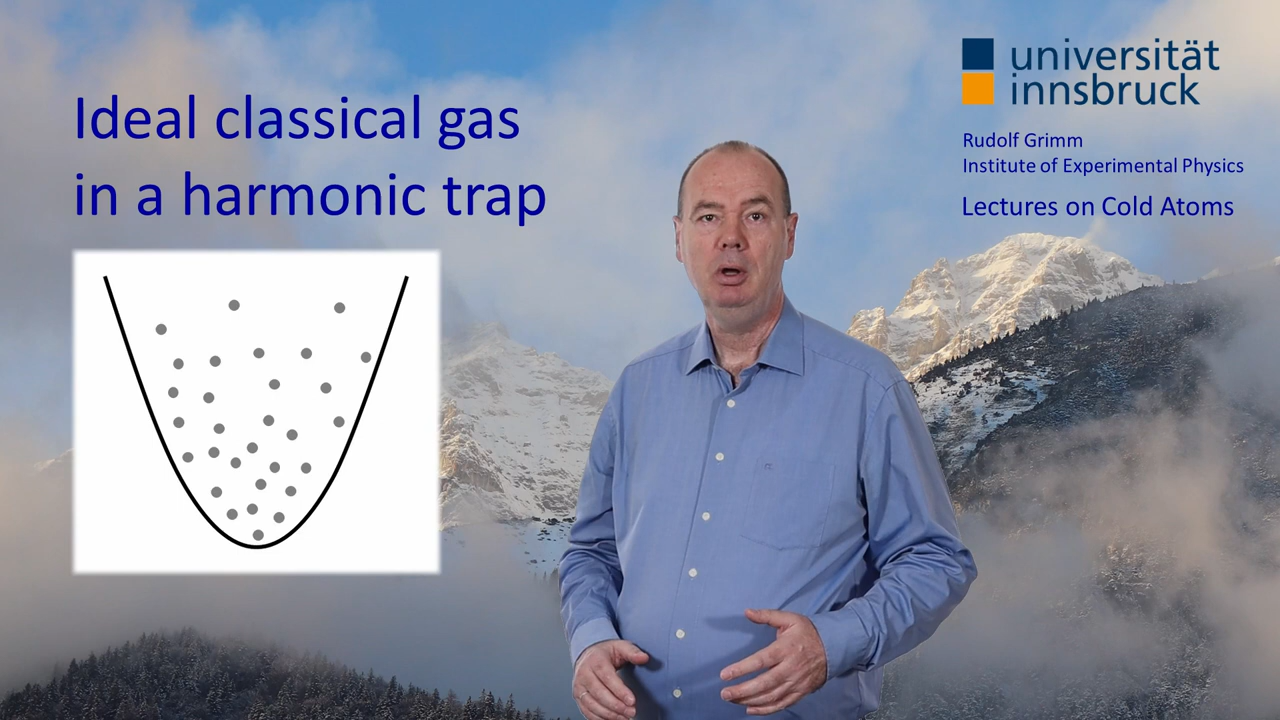 Ideal classical gas
in a harmonic trap
universität
innsbruck
Rudolf Grimm
Institute of Experimental Physics
Lectures on Cold Atoms